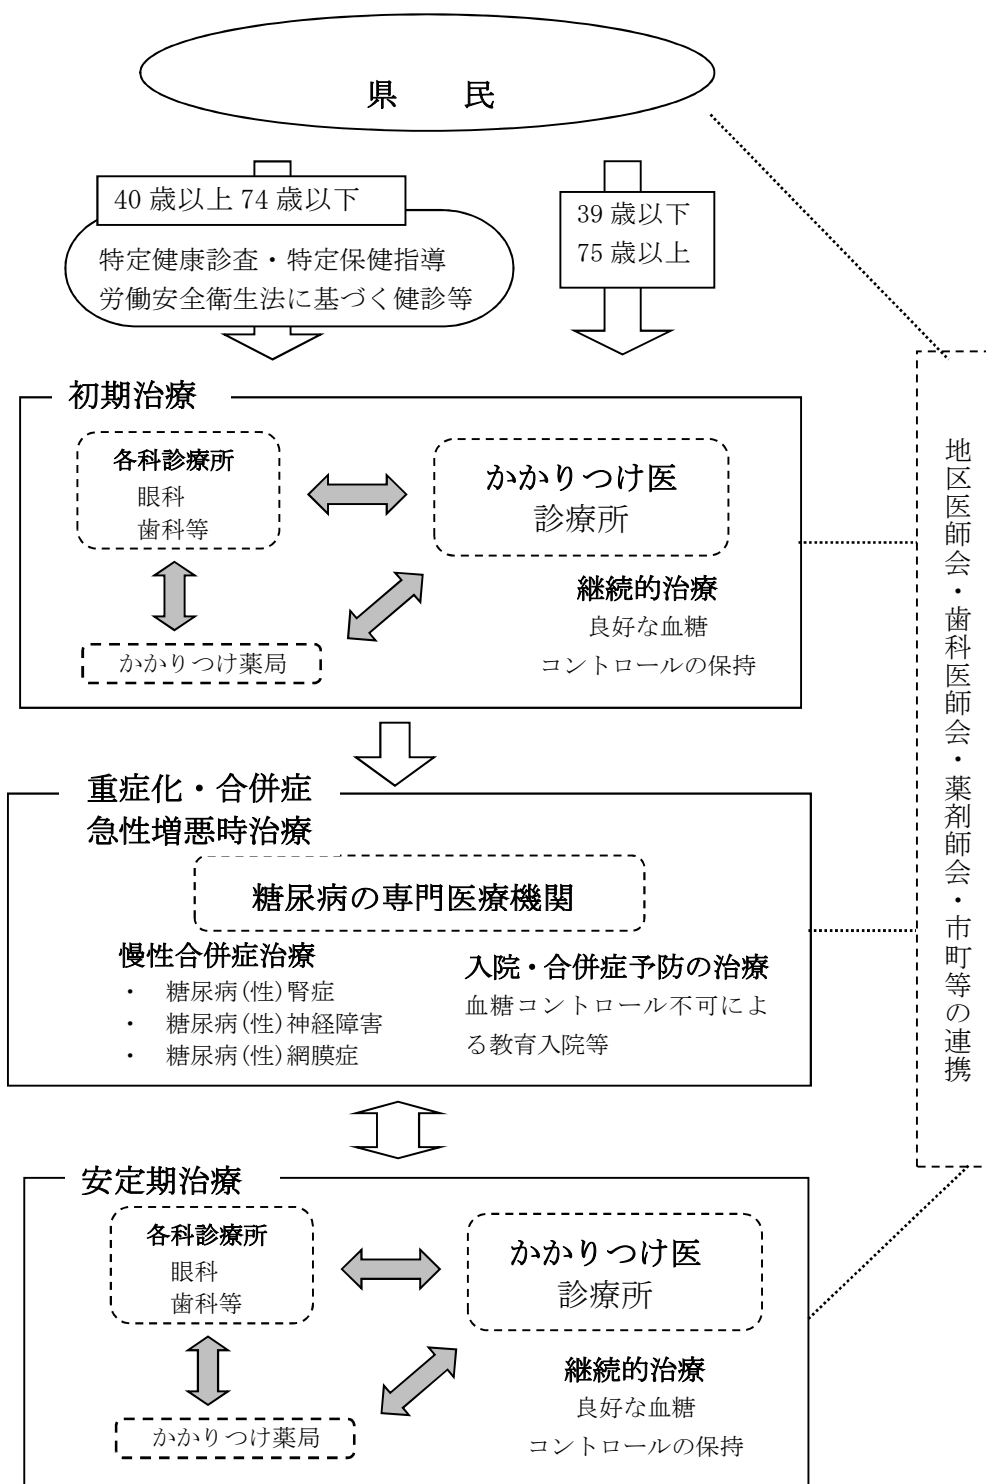 県　　民
40 歳以上 74 歳以下
特定健康診査・特定保健指導
労働安全衛生法に基づく健診等
39 歳以下
75 歳以上
初期治療
各科診療所
眼科
歯科等
かかりつけ医
診療所
継続的治療
良好な血糖
コントロールの保持
かかりつけ薬局
重症化・合併症
急性増悪時治療
糖尿病の専門医療機関
慢性合併症治療
・ 糖尿病(性)腎症
・ 糖尿病(性)神経障害
・ 糖尿病(性)網膜症
入院・合併症予防の治療
血糖コントロール不可によ
る教育入院等
安定期治療
各科診療所
眼科
歯科等
かかりつけ医
診療所
継続的治療
良好な血糖
コントロールの保持
かかりつけ薬局
地区医師会・歯科医師会・薬剤師会・市町等の連携